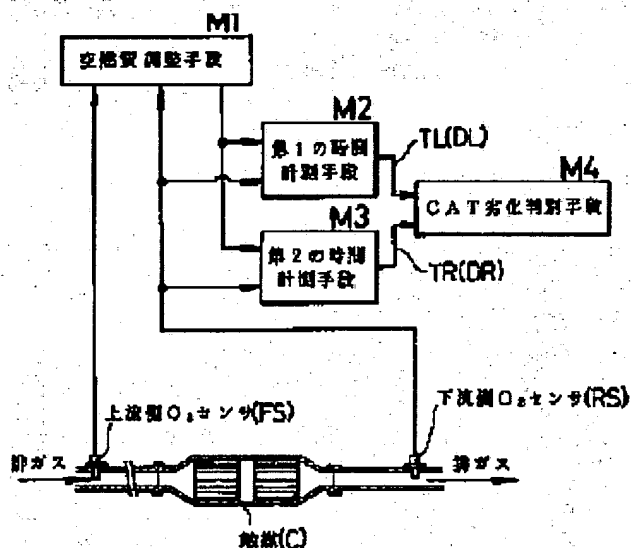 M1
空燃費調整手段
M2
第1の時間
計測手段
TL(DL)
M4
CAT劣化判別手段
M3
第2の時間
計測手段
TR(DR)
上流側O₂センサ(FS)
下流側O₂センサ(RS)
排ガス
排ガス
触媒(C)